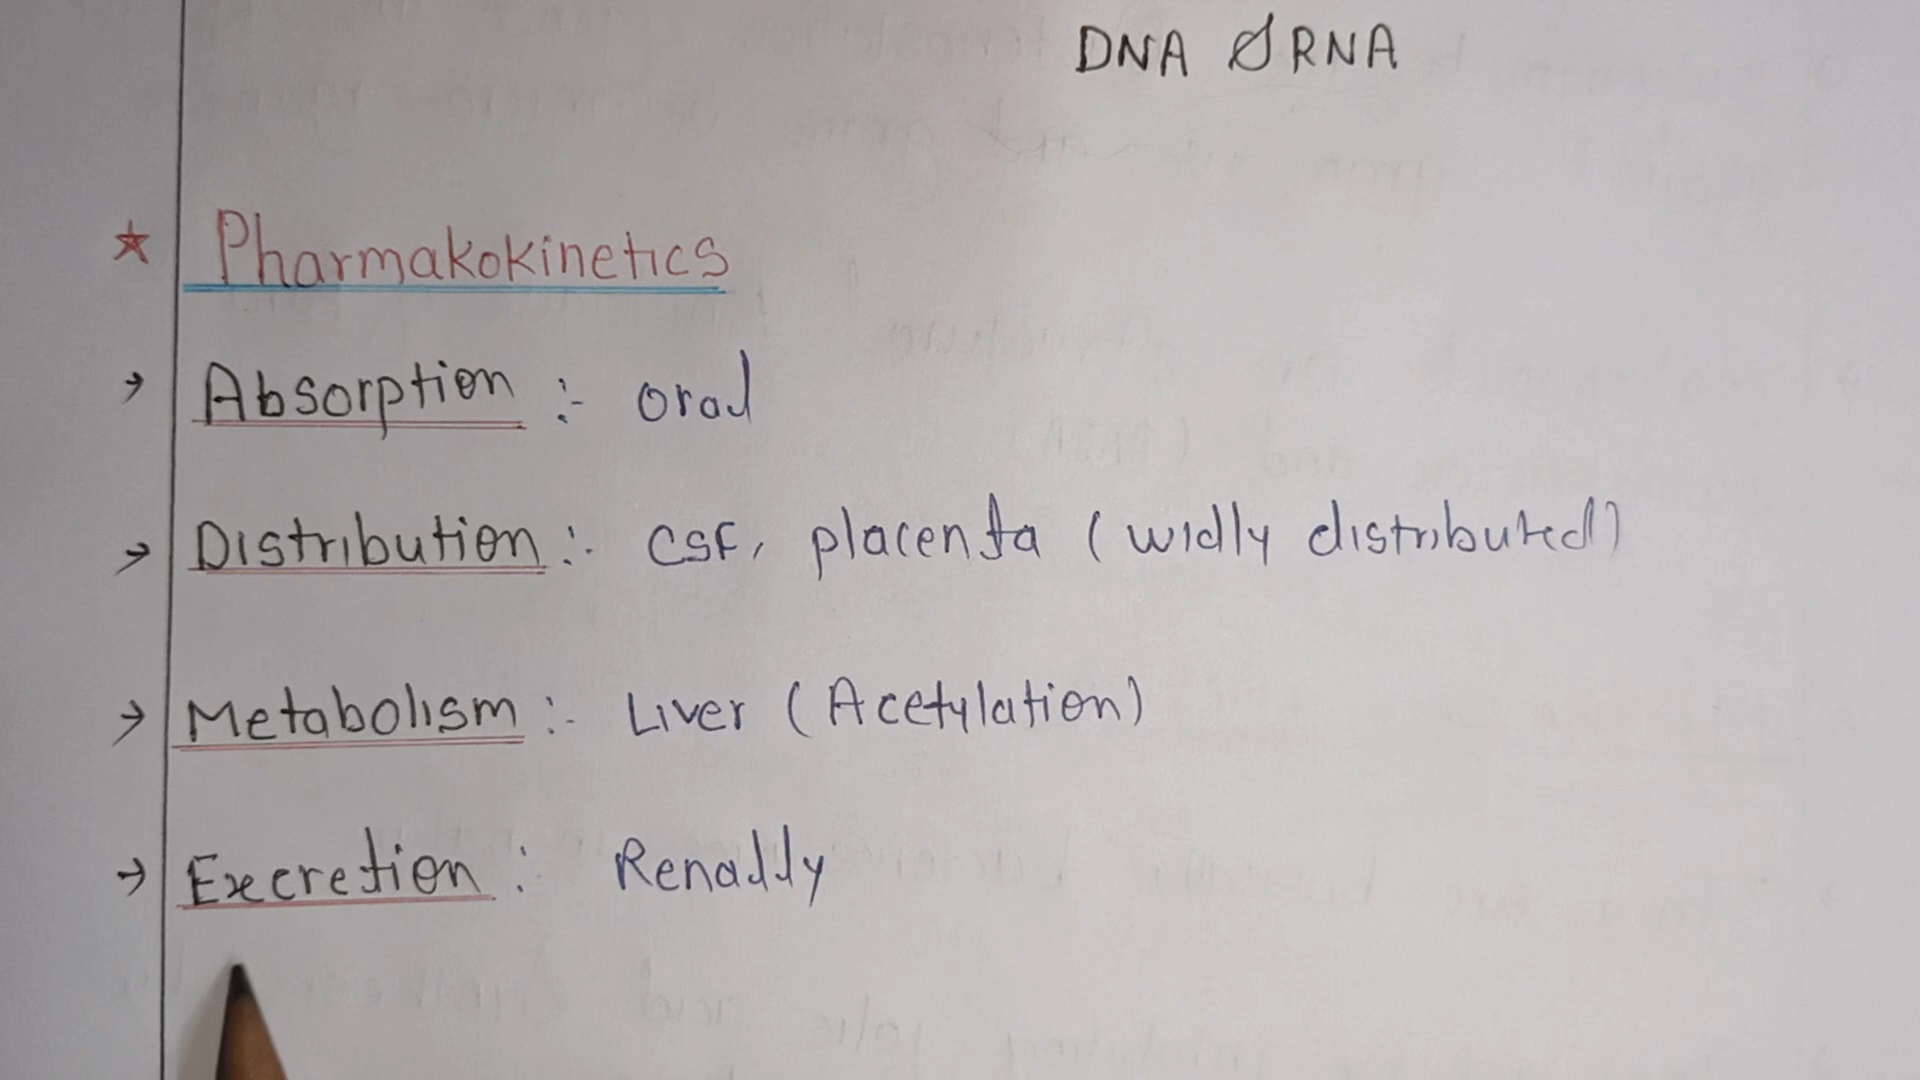 DNA & RNA
★ Pharmakokinetics
→ Absorption :- oral
→ Distribution :- CSF, placenta (widly distributed)
→ Metabolism :- Liver (Acetylation)
→ Excretion : Renally